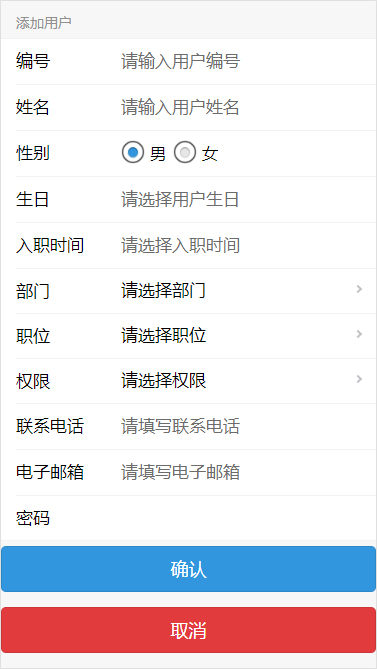 添加用户
编号 请输入用户编号
姓名 请输入用户姓名
性别 男 女
生日 请选择用户生日
入职时间 请选择入职时间
部门 请选择部门
职位 请选择职位
权限 请选择权限
联系电话 请填写联系电话
电子邮箱 请填写电子邮箱
密码
确认
取消